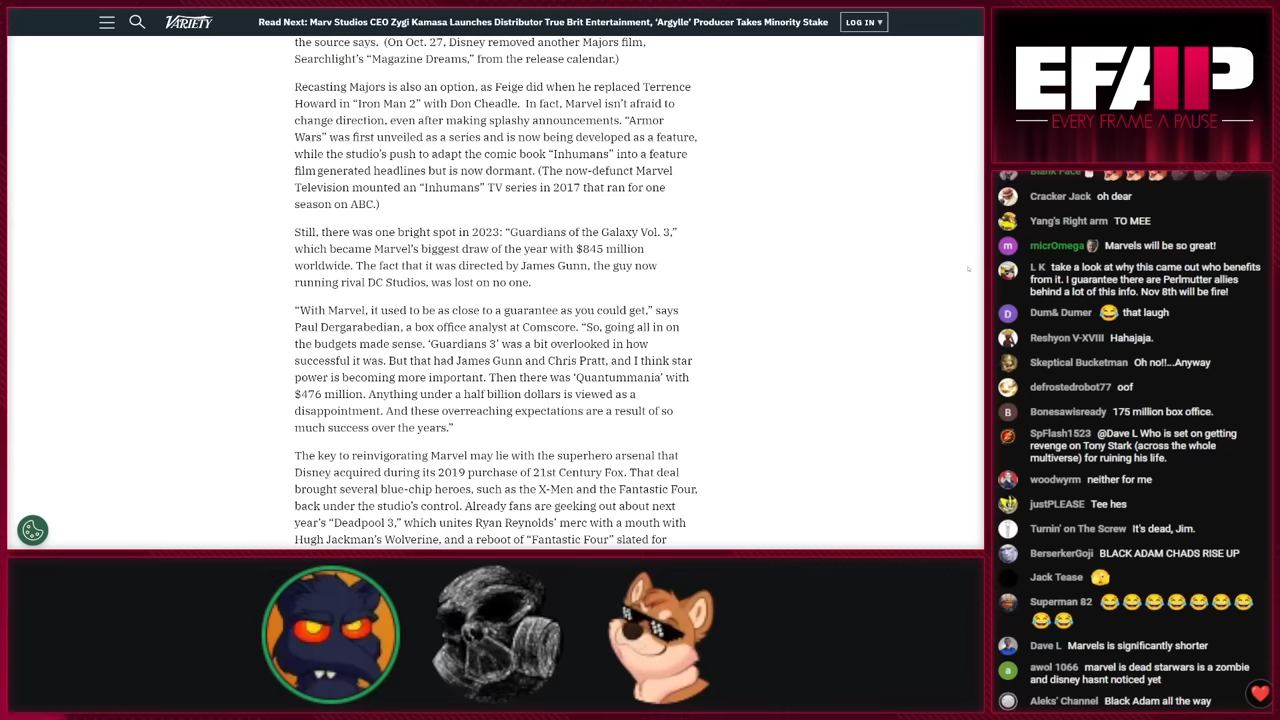 VARIETY
Read Next: Marv Studios CEO Zygi Kamasa Launches Distributor True Brit Entertainment, ‘Argylle’ Producer Takes Minority Stake
LOG IN ▾
the source says. (On Oct. 27, Disney removed another Majors film,
Searchlight’s “Magazine Dreams,” from the release calendar.)
Recasting Majors is also an option, as Feige did when he replaced Terrence
Howard in “Iron Man 2” with Don Cheadle. In fact, Marvel isn’t afraid to
change direction, even after making splashy announcements. “Armor
Wars” was first unveiled as a series and is now being developed as a feature,
while the studio’s push to adapt the comic book “Inhumans” into a feature
film generated headlines but is now dormant. (The now-defunct Marvel
Television mounted an “Inhumans” TV series in 2017 that ran for one
season on ABC.)
Still, there was one bright spot in 2023: “Guardians of the Galaxy Vol. 3,”
which became Marvel’s biggest draw of the year with $845 million
worldwide. The fact that it was directed by James Gunn, the guy now
running rival DC Studios, was lost on no one.
“With Marvel, it used to be as close to a guarantee as you could get,” says
Paul Dergarabedian, a box office analyst at Comscore. “So, going all in on
the budgets made sense. ‘Guardians 3’ was a bit overlooked in how
successful it was. But that had James Gunn and Chris Pratt, and I think star
power is becoming more important. Then there was ‘Quantummania’ with
$476 million. Anything under a half billion dollars is viewed as a
disappointment. And these overreaching expectations are a result of so
much success over the years.”
The key to reinvigorating Marvel may lie with the superhero arsenal that
Disney acquired during its 2019 purchase of 21st Century Fox. That deal
brought several blue-chip heroes, such as the X-Men and the Fantastic Four,
back under the studio’s control. Already fans are geeking out about next
year’s “Deadpool 3,” which unites Ryan Reynolds’ merc with a mouth with
Hugh Jackman’s Wolverine, and a reboot of “Fantastic Four” slated for
EFAP
EVERY FRAME A PAUSE
Blank Face
Cracker Jack oh dear
Yang's Right arm TO MEE
m micrOmega Marvels will be so great!
L K take a look at why this came out who benefits
from it. I guarantee there are Perlmutter allies
behind a lot of this info. Nov 8th will be fire!
D Dum& Dumer 😂 that laugh
Reshyon V-XVIII Hahajaja.
Skeptical Bucketman Oh no!!...Anyway
defrostedrobot77 oof
B Bonesawisready 175 million box office.
SpFlash1523 @Dave L Who is set on getting
revenge on Tony Stark (across the whole
multiverse) for ruining his life.
woodwyrm neither for me
justPLEASE Tee hes
Turnin' on The Screw It's dead, Jim.
BerserkerGoji BLACK ADAM CHADS RISE UP
Jack Tease 🫣
Superman 82 😂😂😂😂😂😂😂
😂😂
Dave L Marvels is significantly shorter
a awol 1066 marvel is dead starwars is a zombie
and disney hasnt noticed yet
Aleks' Channel Black Adam all the way